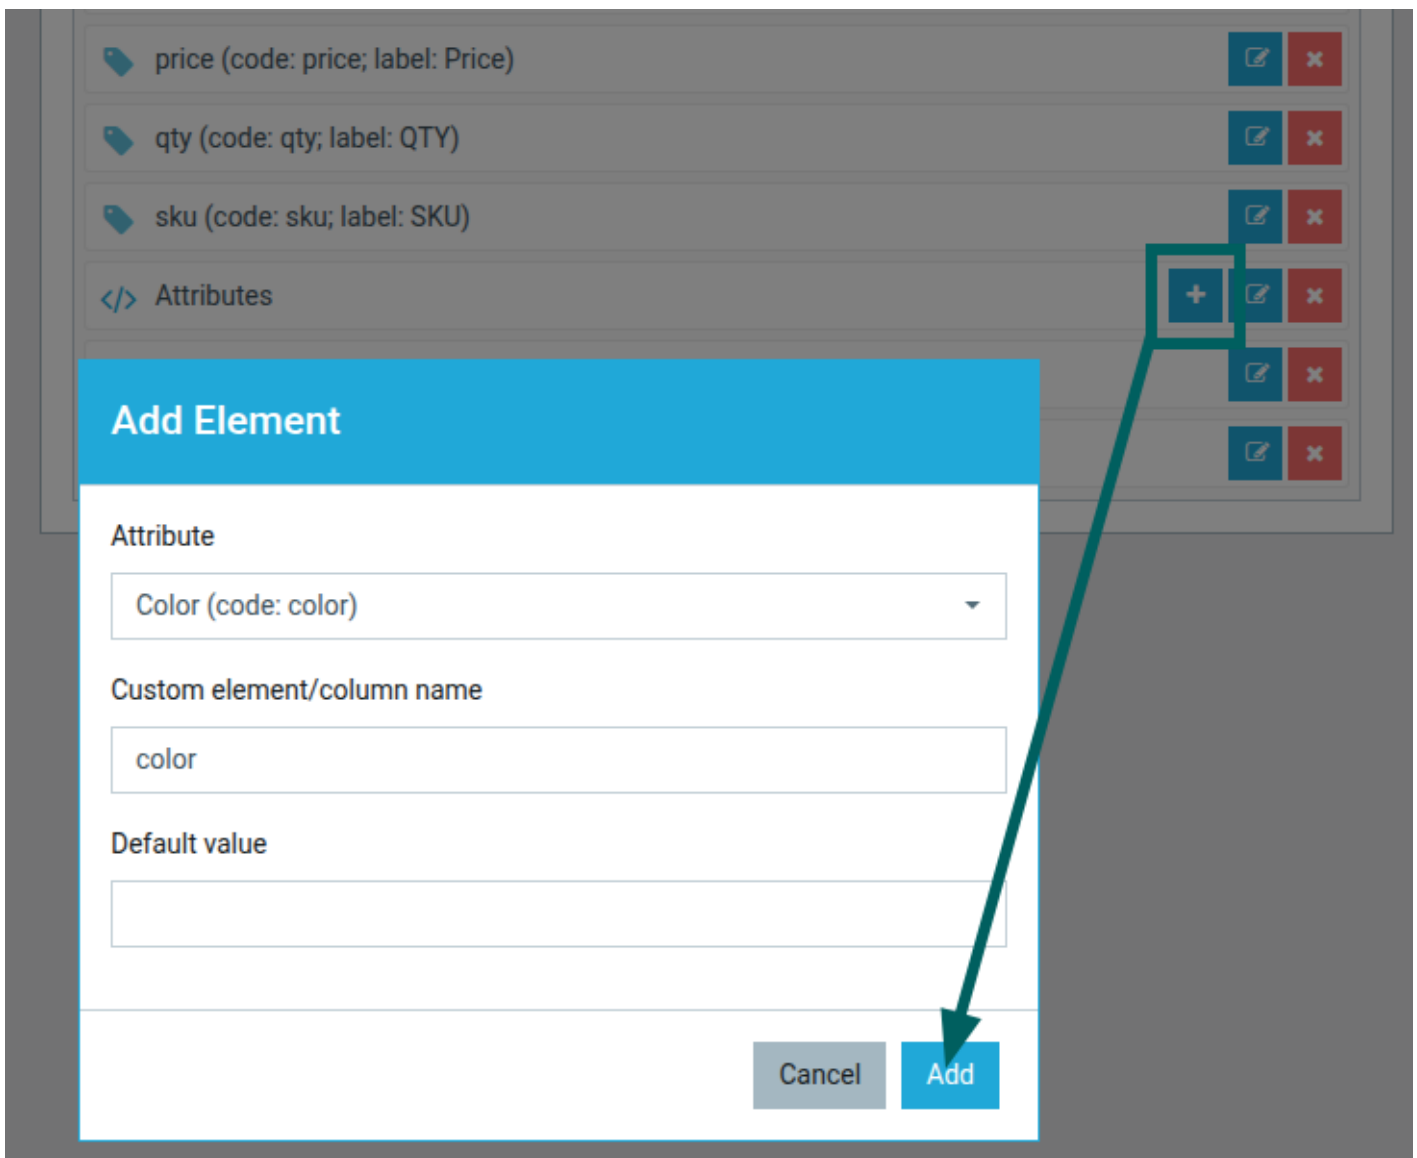 price (code: price; label: Price)
qty (code: qty; label: QTY)
sku (code: sku; label: SKU)
</> Attributes
Add Element
Attribute
Color (code: color)
Custom element/column name
color
Default value
Cancel Add